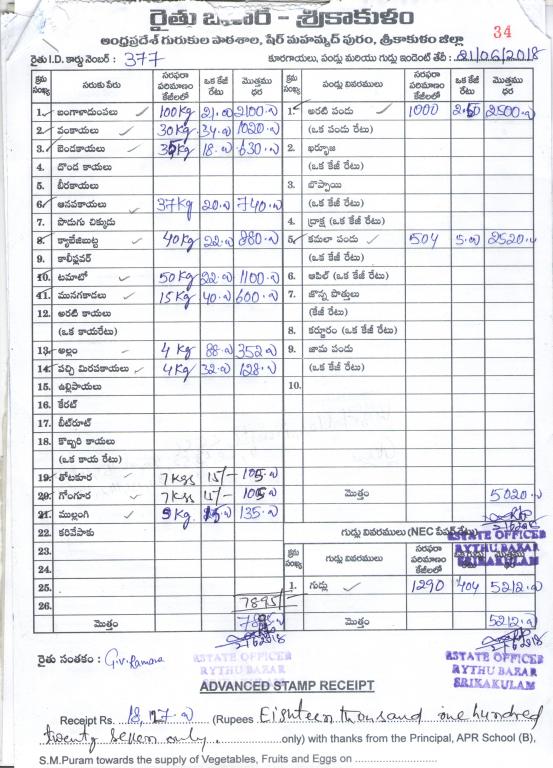 రైతు బజార్ - శ్రీకాకుళం
34
ఆంధ్రప్రదేశ్ గురుకుల పాఠశాల, షేర్ మహమ్మద్ పురం, శ్రీకాకుళం జిల్లా
రైతు I.D. కార్డు నెంబర్ : 377 కూరగాయలు, పండ్లు మరియు గుడ్లు ఇండెంట్ తేది : 21/06/2018
క్రమ సంఖ్య సరుకు పేరు సరఫరా పరిమాణం కేజీలలో ఒక కేజీ రేటు మొత్తము ధర క్రమ సంఖ్య పండ్లు వివరములు సరఫరా పరిమాణం కేజీలలో ఒక కేజీ రేటు మొత్తము ధర
1. బంగాళాదుంపలు 100Kg 21.00 2100.00 1. అరటి పండు 1000 2.50 2500.00
2. వంకాయలు 30Kg 34.00 1020.00 (ఒక పండు రేటు)
3. బెండకాయలు 35Kg 18.00 630.00 2. ఖర్బూజ
4. దొండ కాయలు (ఒక కేజీ రేటు)
5. బీరకాయలు 3. బొప్పాయి
6. ఆనపకాయలు 37Kg 20.00 740.00 (ఒక కేజీ రేటు)
7. పొడుగు చిక్కుడు 4. ద్రాక్ష (ఒక కేజీ రేటు)
8. క్యాబేజిబుట్ట 40Kg 22.00 880.00 5. కమలా పండు 504 5.00 2520.00
9. కాలీఫ్లవర్ (ఒక కేజీ రేటు)
10. టమాటో 50Kg 22.00 1100.00 6. ఆపిల్ (ఒక కేజీ రేటు)
11. మునగకాడలు 15Kg 40.00 600.00 7. జొన్న పొత్తులు
12. అరటి కాయలు (కేజీ రేటు)
(ఒక కాయరేటు) 8. కర్జూరం (ఒక కేజీ రేటు)
13. అల్లం 4 Kg 88.00 352.00 9. జామ పండు
14. పచ్చి మిరపకాయలు 4Kg 32.00 128.00 (ఒక కేజీ రేటు)
15. ఉల్లిపాయలు 10.
16. కేరట్
17. బీట్‌రూట్
18. కొబ్బరి కాయలు
(ఒక కాయ రేటు)
19. తోటకూర 7 Kgs 15/- 105.00
20. గోంగూర 7Kgs 15/- 105.00 మొత్తం 5020.00
21. ముల్లంగి 9Kg 15.00 135.00
22. కరివేపాకు గుడ్లు వివరములు (NEC పేపర్ రేటు)
ESTATE OFFICER
RYTHU BAZAR
SRIKAKULAM
23. క్రమ సంఖ్య గుడ్లు వివరములు సరఫరా పరిమాణం కేజీలలో మొత్తము
24.
25. 1. గుడ్లు 1290 404 5212.00
26. 7895/-
మొత్తం మొత్తం 5212.00
రైతు సంతకం : G.V. Ramana
ESTATE OFFICER
RYTHU BAZAR
SRIKAKULAM
ESTATE OFFICER
RYTHU BAZAR
SRIKAKULAM
ADVANCED STAMP RECEIPT
Receipt Rs. 18,127.00 (Rupees Eighteen thousand one hundred
twenty seven only. only) with thanks from the Principal, APR School (B),
S.M.Puram towards the supply of Vegetables, Fruits and Eggs on